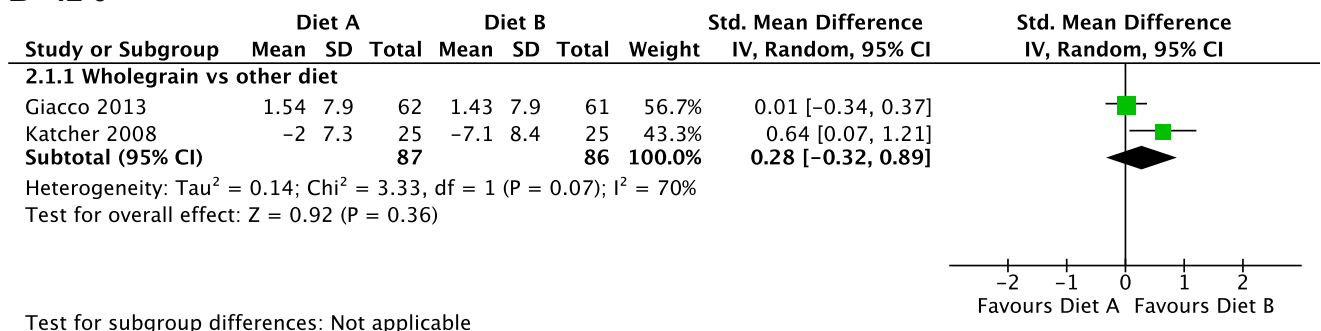 Diet A Diet B Std. Mean Difference Std. Mean Difference
Study or Subgroup Mean SD Total Mean SD Total Weight IV, Random, 95% CI IV, Random, 95% CI
2.1.1 Wholegrain vs other diet
Giacco 2013 1.54 7.9 62 1.43 7.9 61 56.7% 0.01 [−0.34, 0.37]
Katcher 2008 −2 7.3 25 −7.1 8.4 25 43.3% 0.64 [0.07, 1.21]
Subtotal (95% CI) 87 86 100.0% 0.28 [−0.32, 0.89]
Heterogeneity: Tau² = 0.14; Chi² = 3.33, df = 1 (P = 0.07); I² = 70%
Test for overall effect: Z = 0.92 (P = 0.36)
−2 −1 0 1 2
Favours Diet A Favours Diet B
Test for subgroup differences: Not applicable